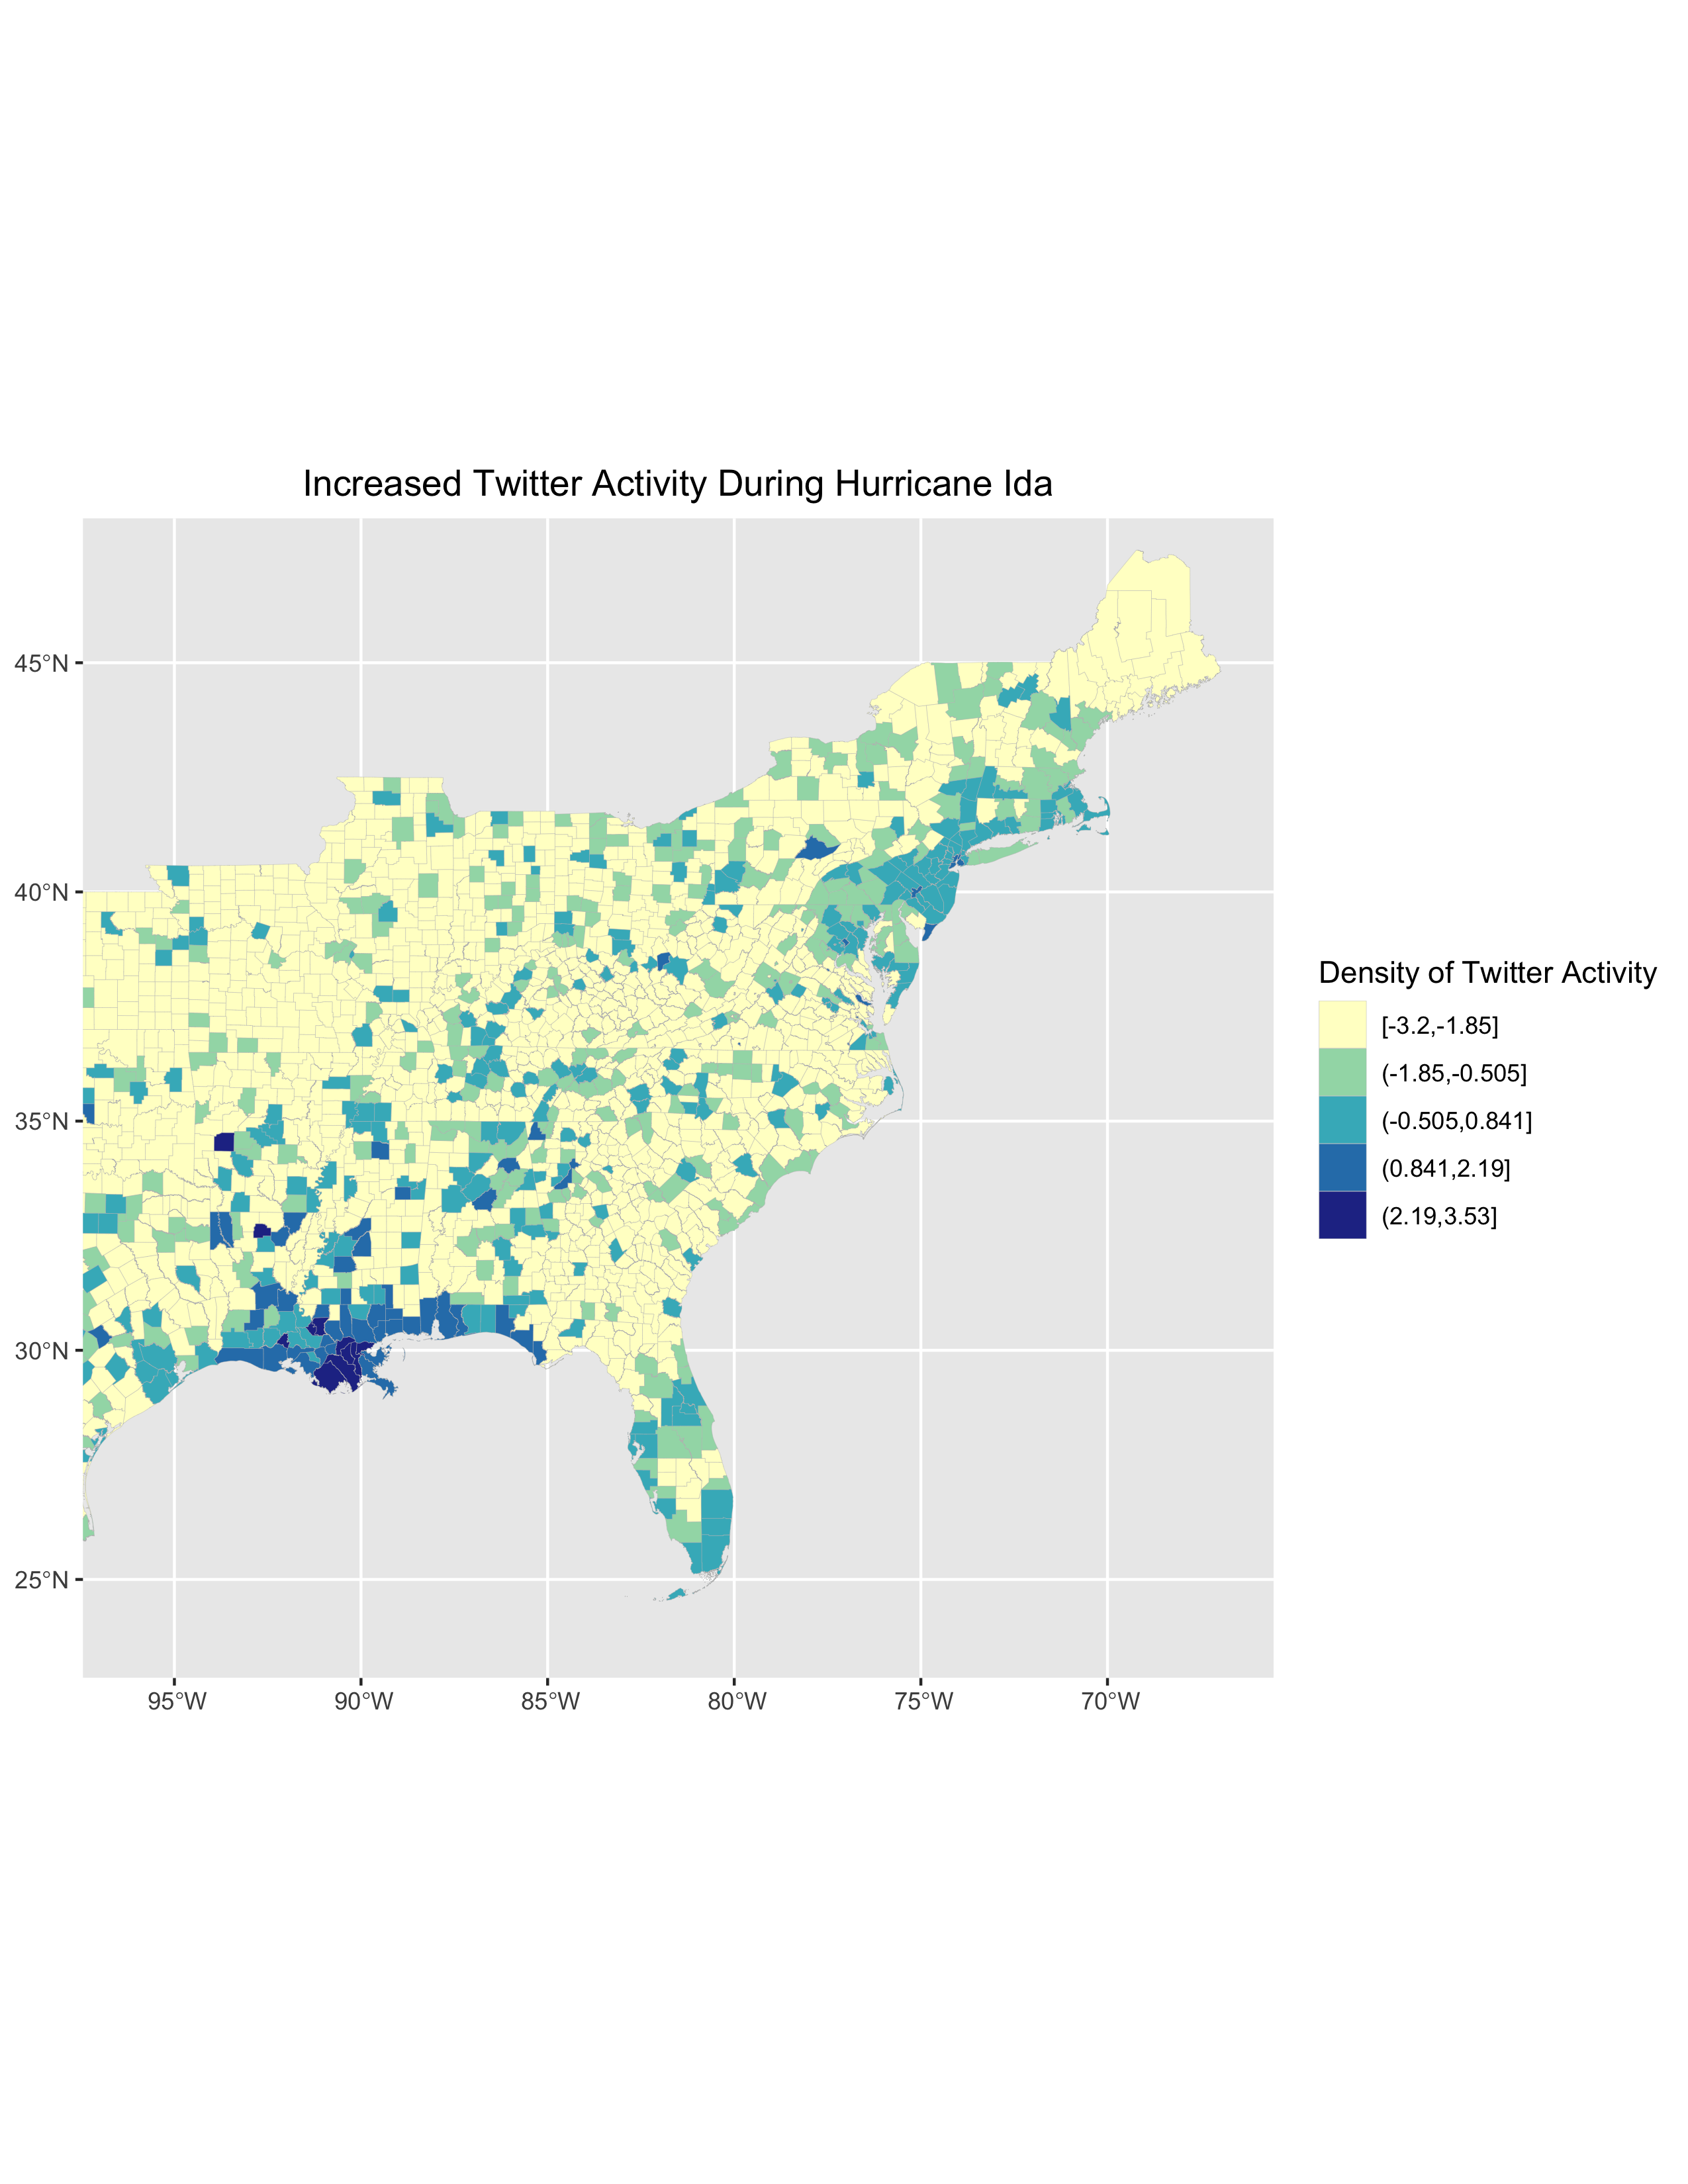 Increased Twitter Activity During Hurricane Ida
45°N
40°N
35°N
30°N
25°N
95°W
90°W
85°W
80°W
75°W
70°W
Density of Twitter Activity
[-3.2,-1.85]
(-1.85,-0.505]
(-0.505,0.841]
(0.841,2.19]
(2.19,3.53]